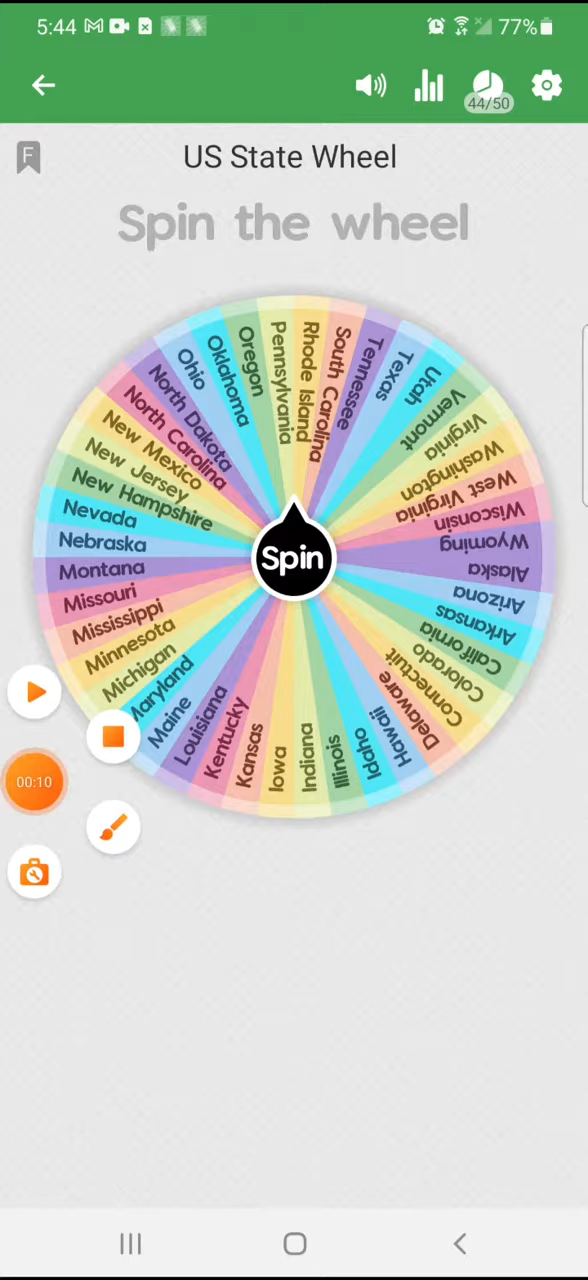 5:44
77%
44/50
F
US State Wheel
Spin the wheel
Pennsylvania
Rhode Island
South Carolina
Tennessee
Texas
Utah
Vermont
Virginia
Washington
West Virginia
Wisconsin
Wyoming
Alaska
Arizona
Arkansas
California
Colorado
Connecticuit
Delaware
Hawaii
Idaho
Illinois
Indiana
Iowa
Kansas
Kentucky
Louisiana
Maine
Maryland
Michigan
Minnesota
Mississippi
Missouri
Montana
Nebraska
Nevada
New Hampshire
New Jersey
New Mexico
North Carolina
North Dakota
Ohio
Oklahoma
Oregon
Spin
00:10